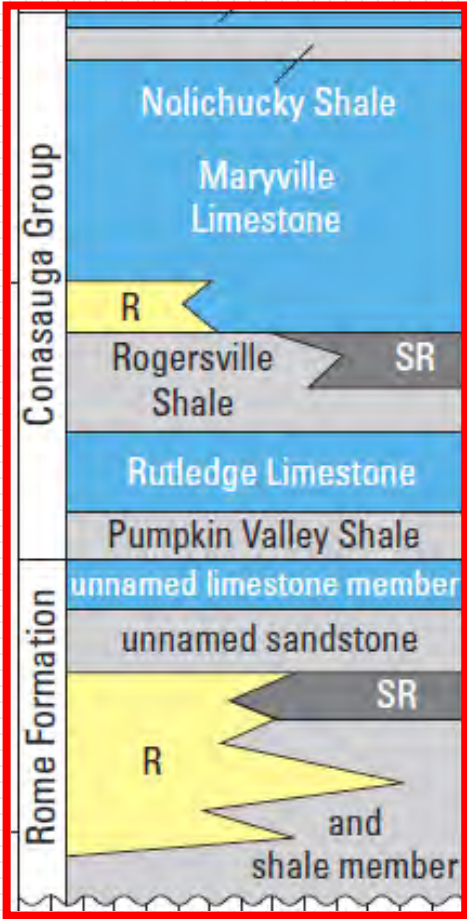 Conasauga Group
Nolichucky Shale
Maryville
Limestone
R
Rogersville
Shale
SR
Rutledge Limestone
Pumpkin Valley Shale
Rome Formation
unnamed limestone member
unnamed sandstone
SR
R
and
shale member